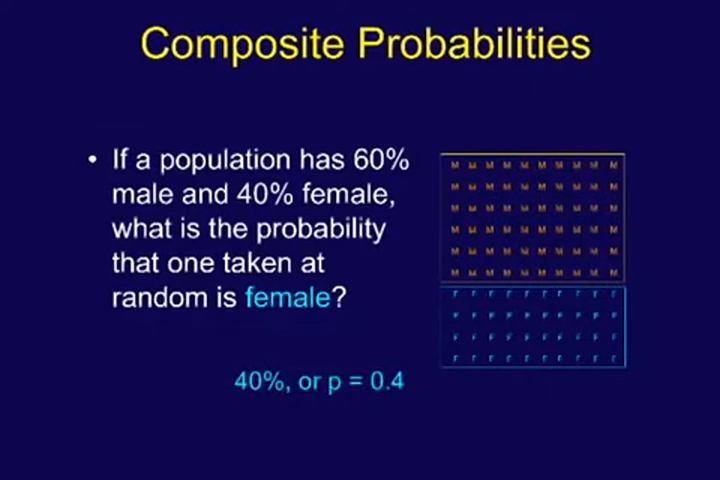 Composite Probabilities
• If a population has 60%
male and 40% female,
what is the probability
that one taken at
random is female?
40%, or p = 0.4
M M M M M M M M M M
M M M M M M M M M M
M M M M M M M M M M
M M M M M M M M M M
M M M M M M M M M M
M M M M M M M M M M
F F F F F F F F F F
F F F F F F F F F F
F F F F F F F F F F
F F F F F F F F F F